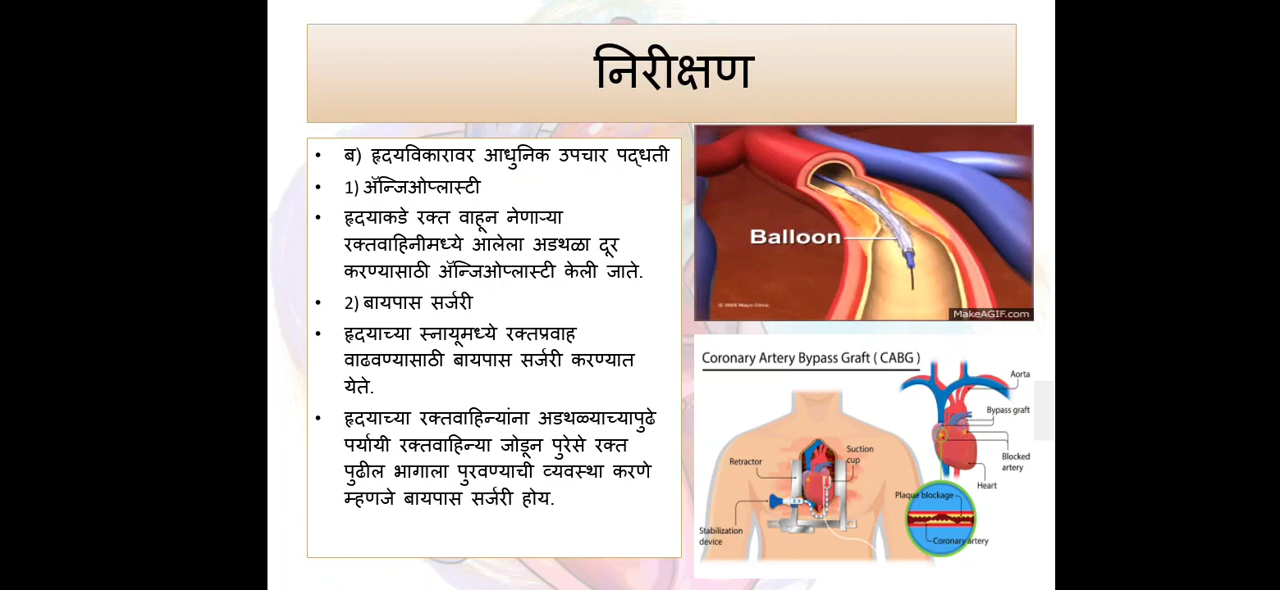 निरीक्षण
• ब) हृदयविकारावर आधुनिक उपचार पद्धती
• 1) ॲन्जिओप्लास्टी
• हृदयाकडे रक्त वाहून नेणाऱ्या
रक्तवाहिनीमध्ये आलेला अडथळा दूर
करण्यासाठी ॲन्जिओप्लास्टी केली जाते.
• 2) बायपास सर्जरी
• हृदयाच्या स्नायूमध्ये रक्तप्रवाह
वाढवण्यासाठी बायपास सर्जरी करण्यात
येते.
• हृदयाच्या रक्तवाहिन्यांना अडथळ्याच्यापुढे
पर्यायी रक्तवाहिन्या जोडून पुरेसे रक्त
पुढील भागाला पुरवण्याची व्यवस्था करणे
म्हणजे बायपास सर्जरी होय.
Balloon
MakeAGIF.com
Coronary Artery Bypass Graft ( CABG )
Aorta
Bypass graft
Blocked
artery
Heart
Suction
cup
Retractor
Stabilization
device
Plaque blockage
Coronary artery